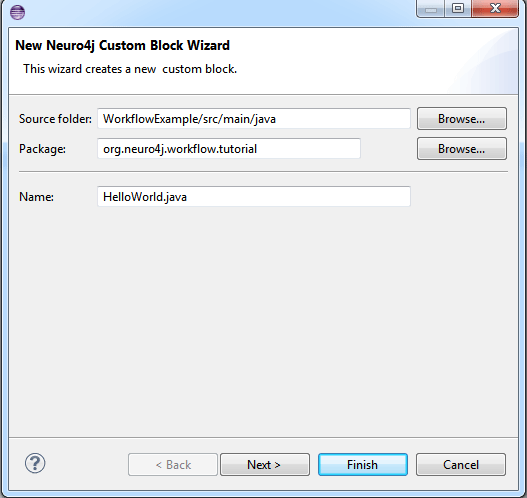 New Neuro4j Custom Block Wizard
This wizard creates a new  custom block.
Source folder: WorkflowExample/src/main/java Browse...
Package: org.neuro4j.workflow.tutorial Browse...
Name: HelloWorld.java
? < Back Next > Finish Cancel